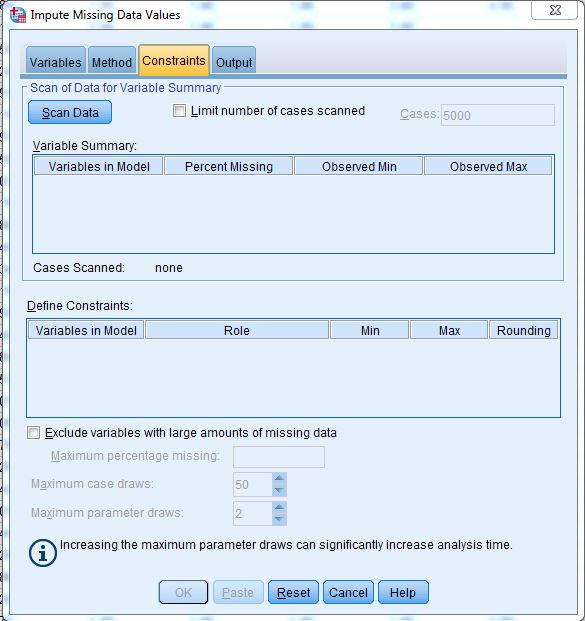 Impute Missing Data Values
Variables Method Constraints Output
Scan of Data for Variable Summary
Scan Data Limit number of cases scanned Cases: 5000
Variable Summary:
Variables in Model Percent Missing Observed Min Observed Max
Cases Scanned: none
Define Constraints:
Variables in Model Role Min Max Rounding
Exclude variables with large amounts of missing data
Maximum percentage missing:
Maximum case draws: 50
Maximum parameter draws: 2
Increasing the maximum parameter draws can significantly increase analysis time.
OK Paste Reset Cancel Help